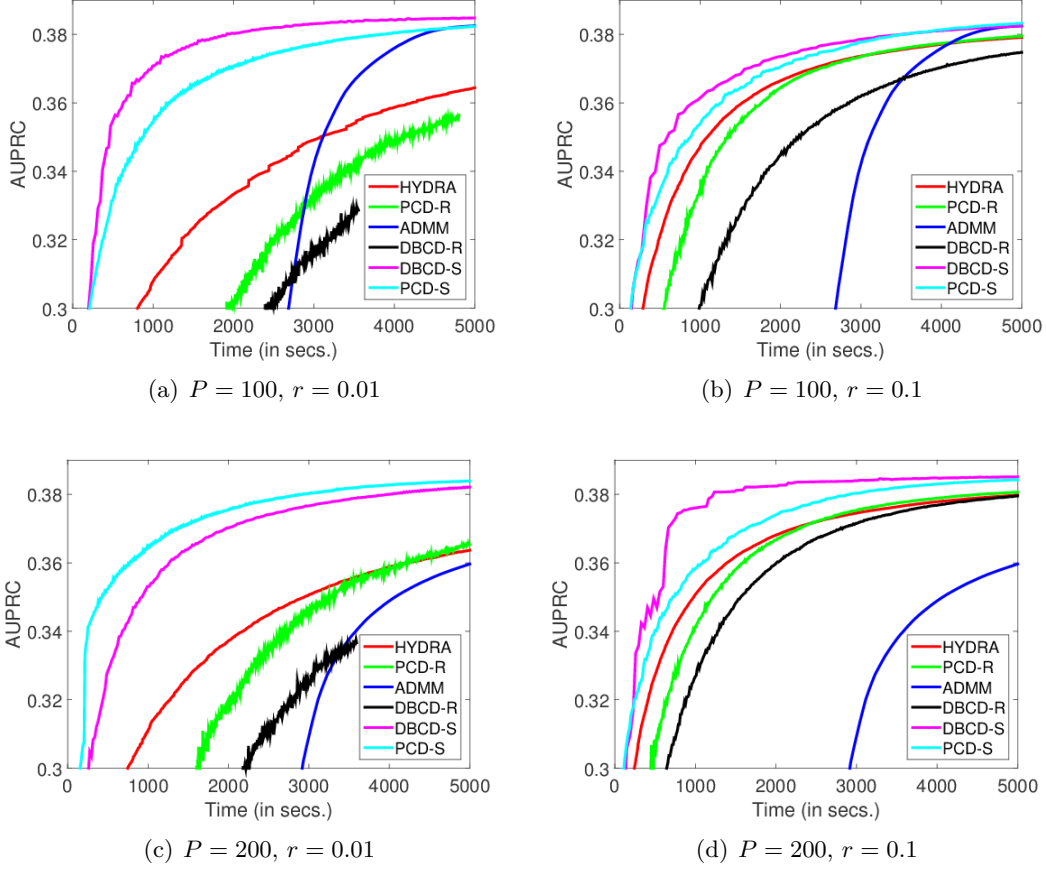 AUPRC
0.38
0.36
0.34
0.32
0.3
0 1000 2000 3000 4000 5000
Time (in secs.)
HYDRA
PCD-R
ADMM
DBCD-R
DBCD-S
PCD-S
(a) P = 100, r = 0.01
AUPRC
0.38
0.36
0.34
0.32
0.3
0 1000 2000 3000 4000 5000
Time (in secs.)
HYDRA
PCD-R
ADMM
DBCD-R
DBCD-S
PCD-S
(b) P = 100, r = 0.1
AUPRC
0.38
0.36
0.34
0.32
0.3
0 1000 2000 3000 4000 5000
Time (in secs.)
HYDRA
PCD-R
ADMM
DBCD-R
DBCD-S
PCD-S
(c) P = 200, r = 0.01
AUPRC
0.38
0.36
0.34
0.32
0.3
0 1000 2000 3000 4000 5000
Time (in secs.)
HYDRA
PCD-R
ADMM
DBCD-R
DBCD-S
PCD-S
(d) P = 200, r = 0.1